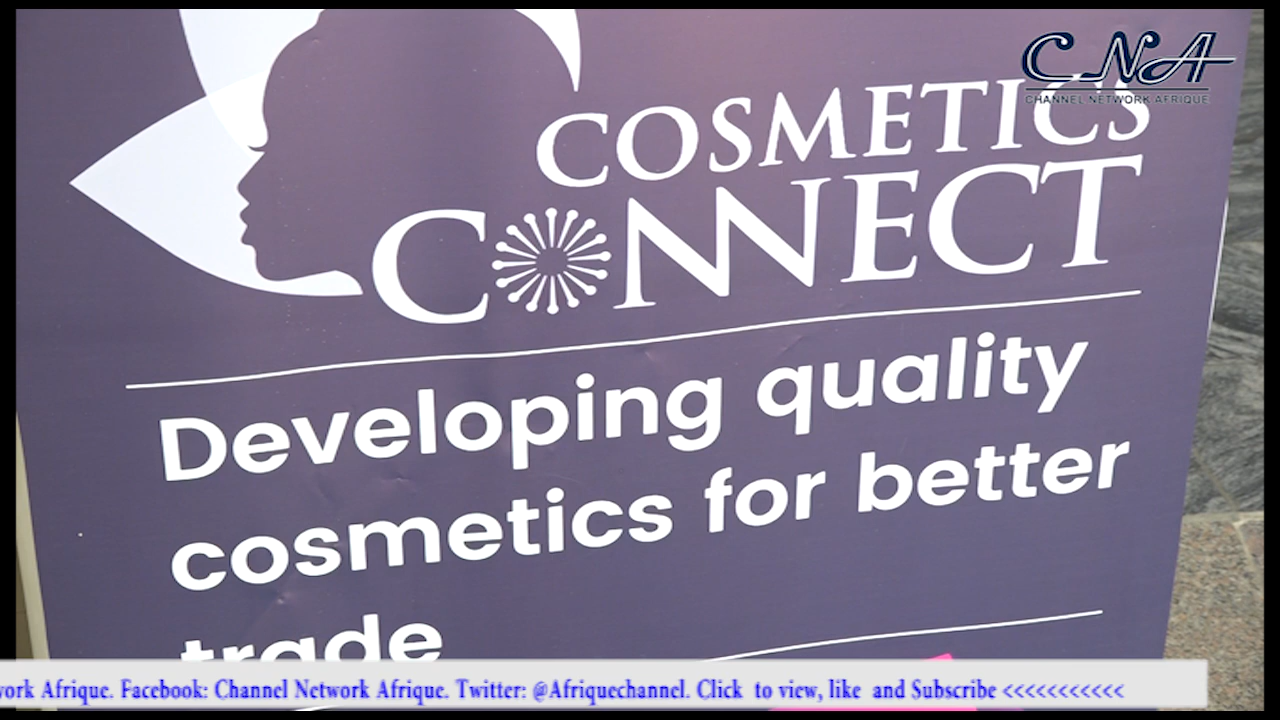 CNA
CHANNEL NETWORK AFRIQUE
COSMETICS
CONNECT
Developing quality
cosmetics for better
trade
Afrique. Facebook: Channel Network Afrique. Twitter: @Afriquechannel. Click to view, like and Subscribe <<<<<<<<<<<